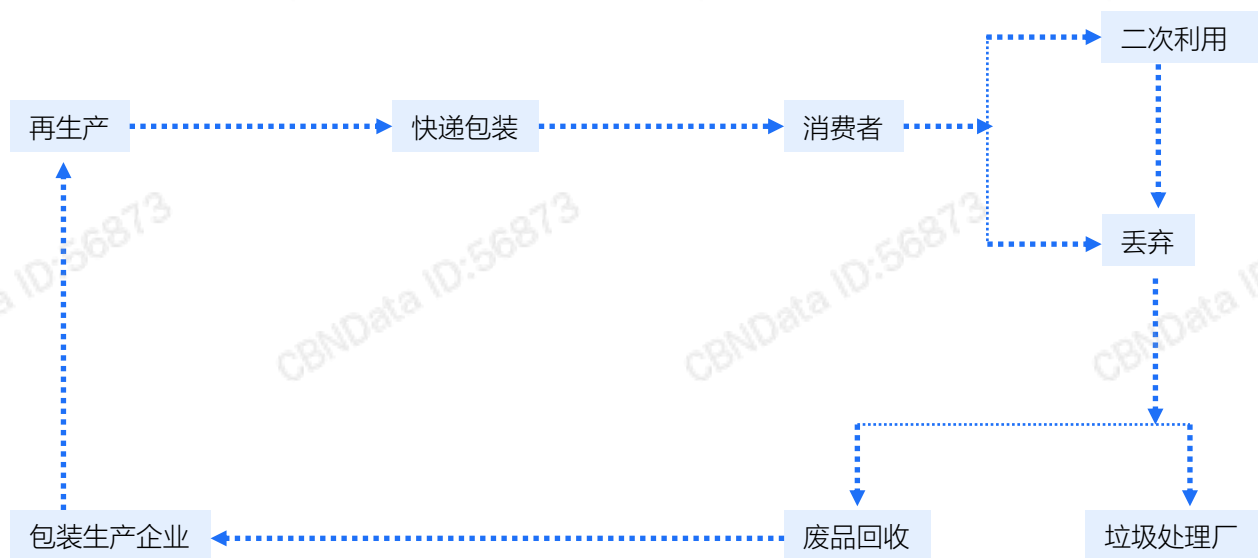 二次利用
再生产
快递包装
消费者
丢弃
a ID:56873
CBNData ID:56873
CBNData ID:56873
CBNData ID
包装生产企业
废品回收
垃圾处理厂